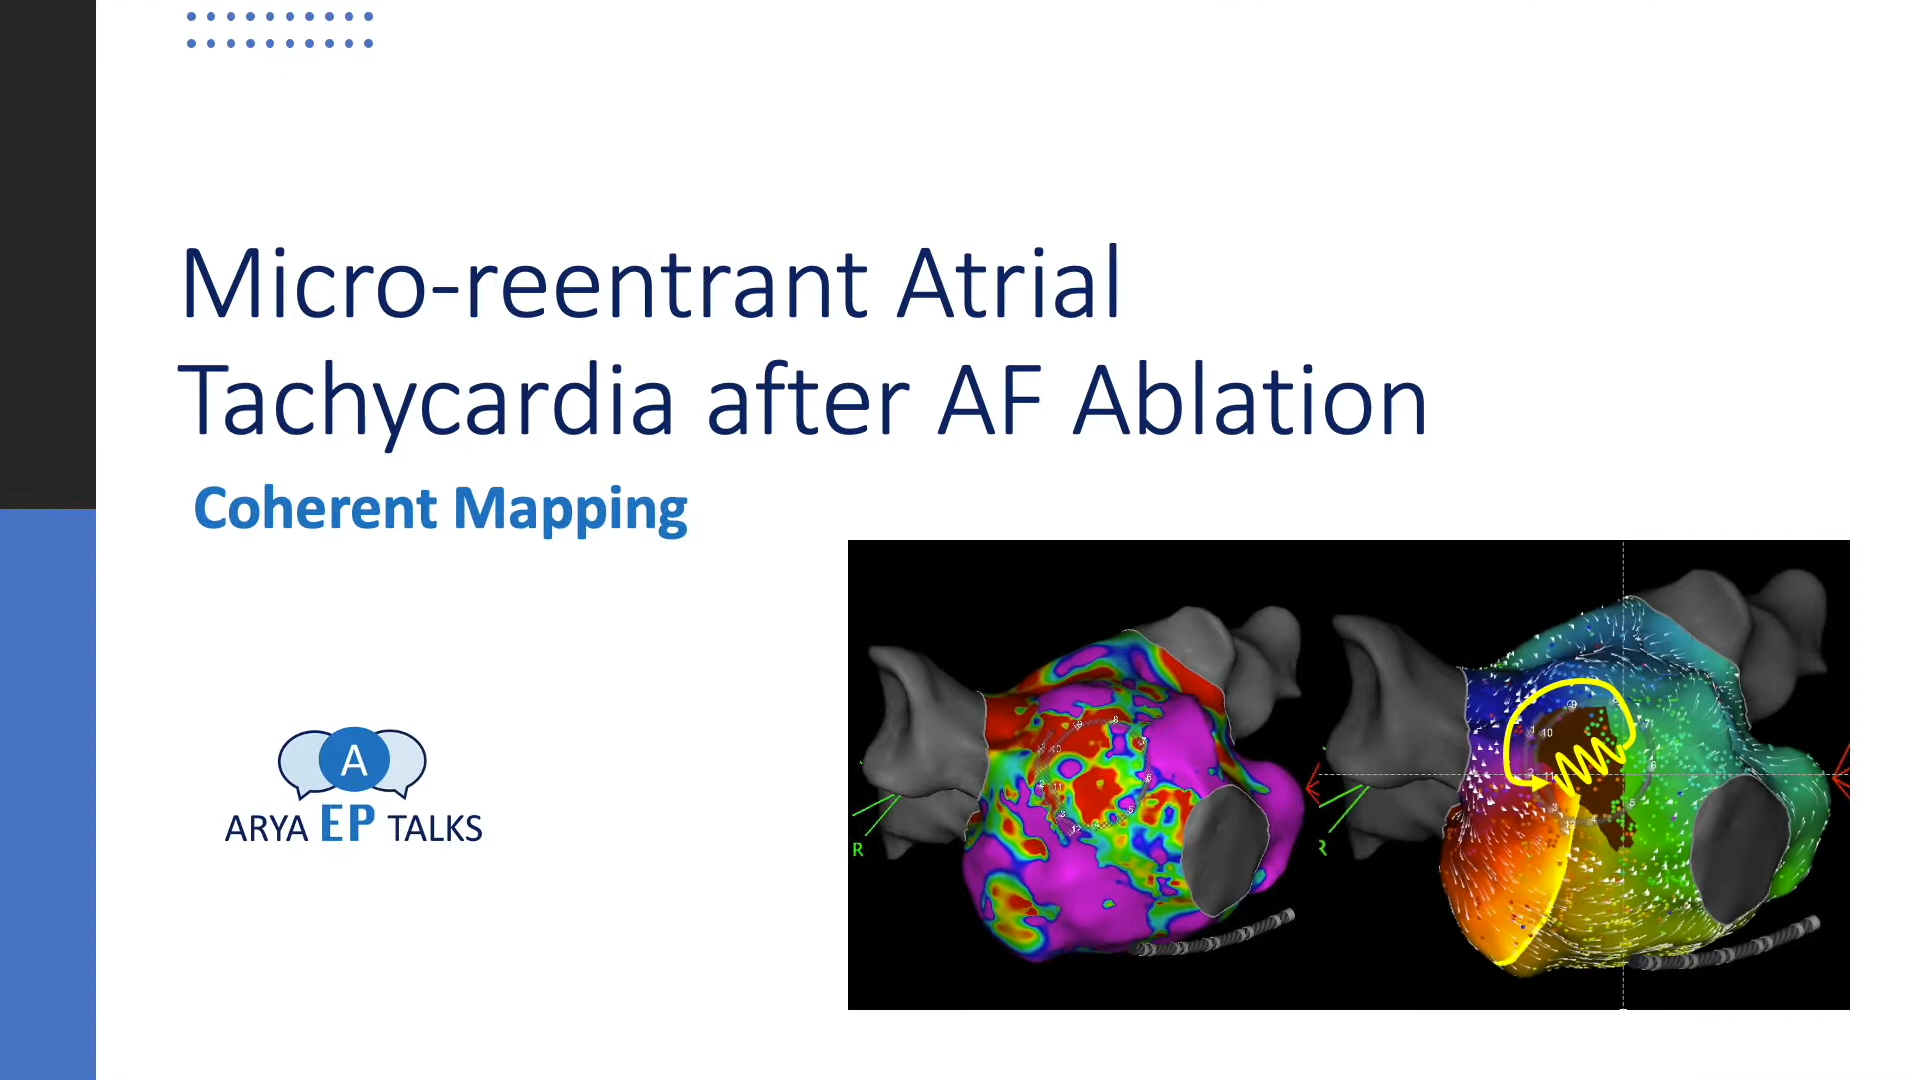 Micro-reentrant Atrial
Tachycardia after AF Ablation
Coherent Mapping
A
ARYA EP TALKS
R
R